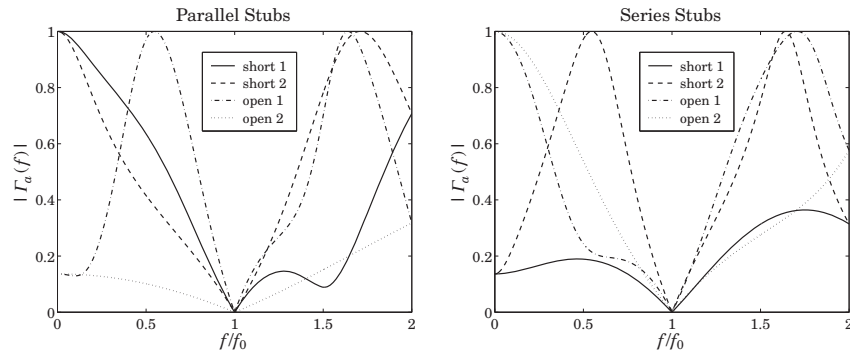 Parallel Stubs
1
0.8
0.6
0.4
0.2
0
|Γa(f)|
short 1
short 2
open 1
open 2
0 0.5 1 1.5 2
f/f0
Series Stubs
1
0.8
0.6
0.4
0.2
0
|Γa(f)|
short 1
short 2
open 1
open 2
0 0.5 1 1.5 2
f/f0